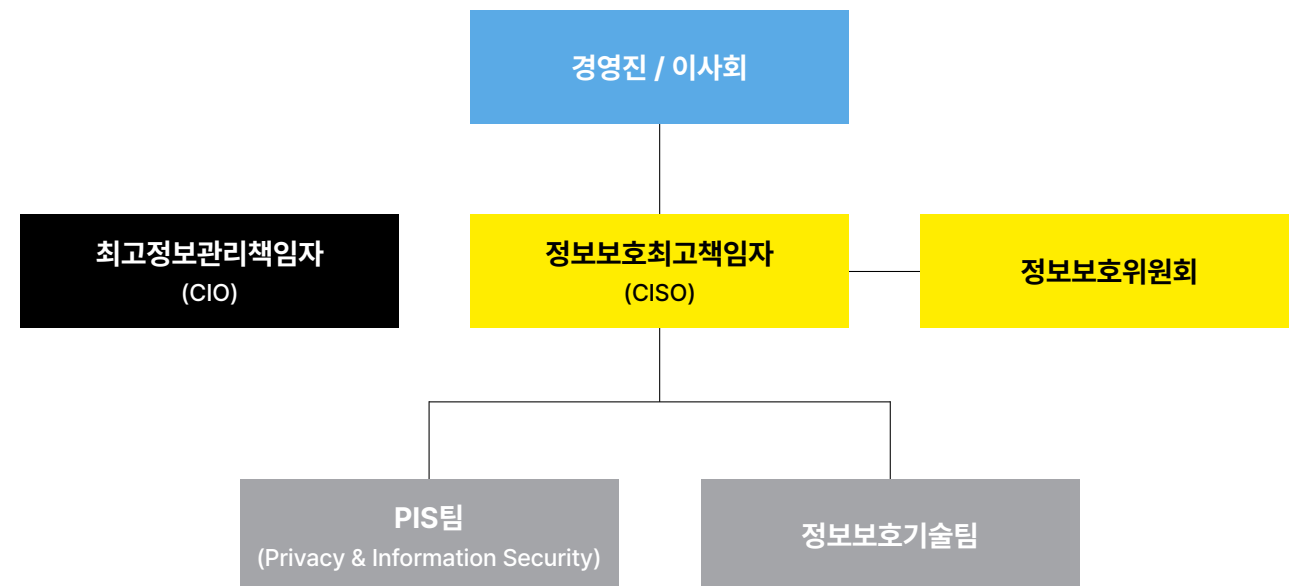 경영진 / 이사회
최고정보관리책임자
(CIO)
정보보호최고책임자
(CISO)
정보보호위원회
PIS팀
(Privacy & Information Security)
정보보호기술팀